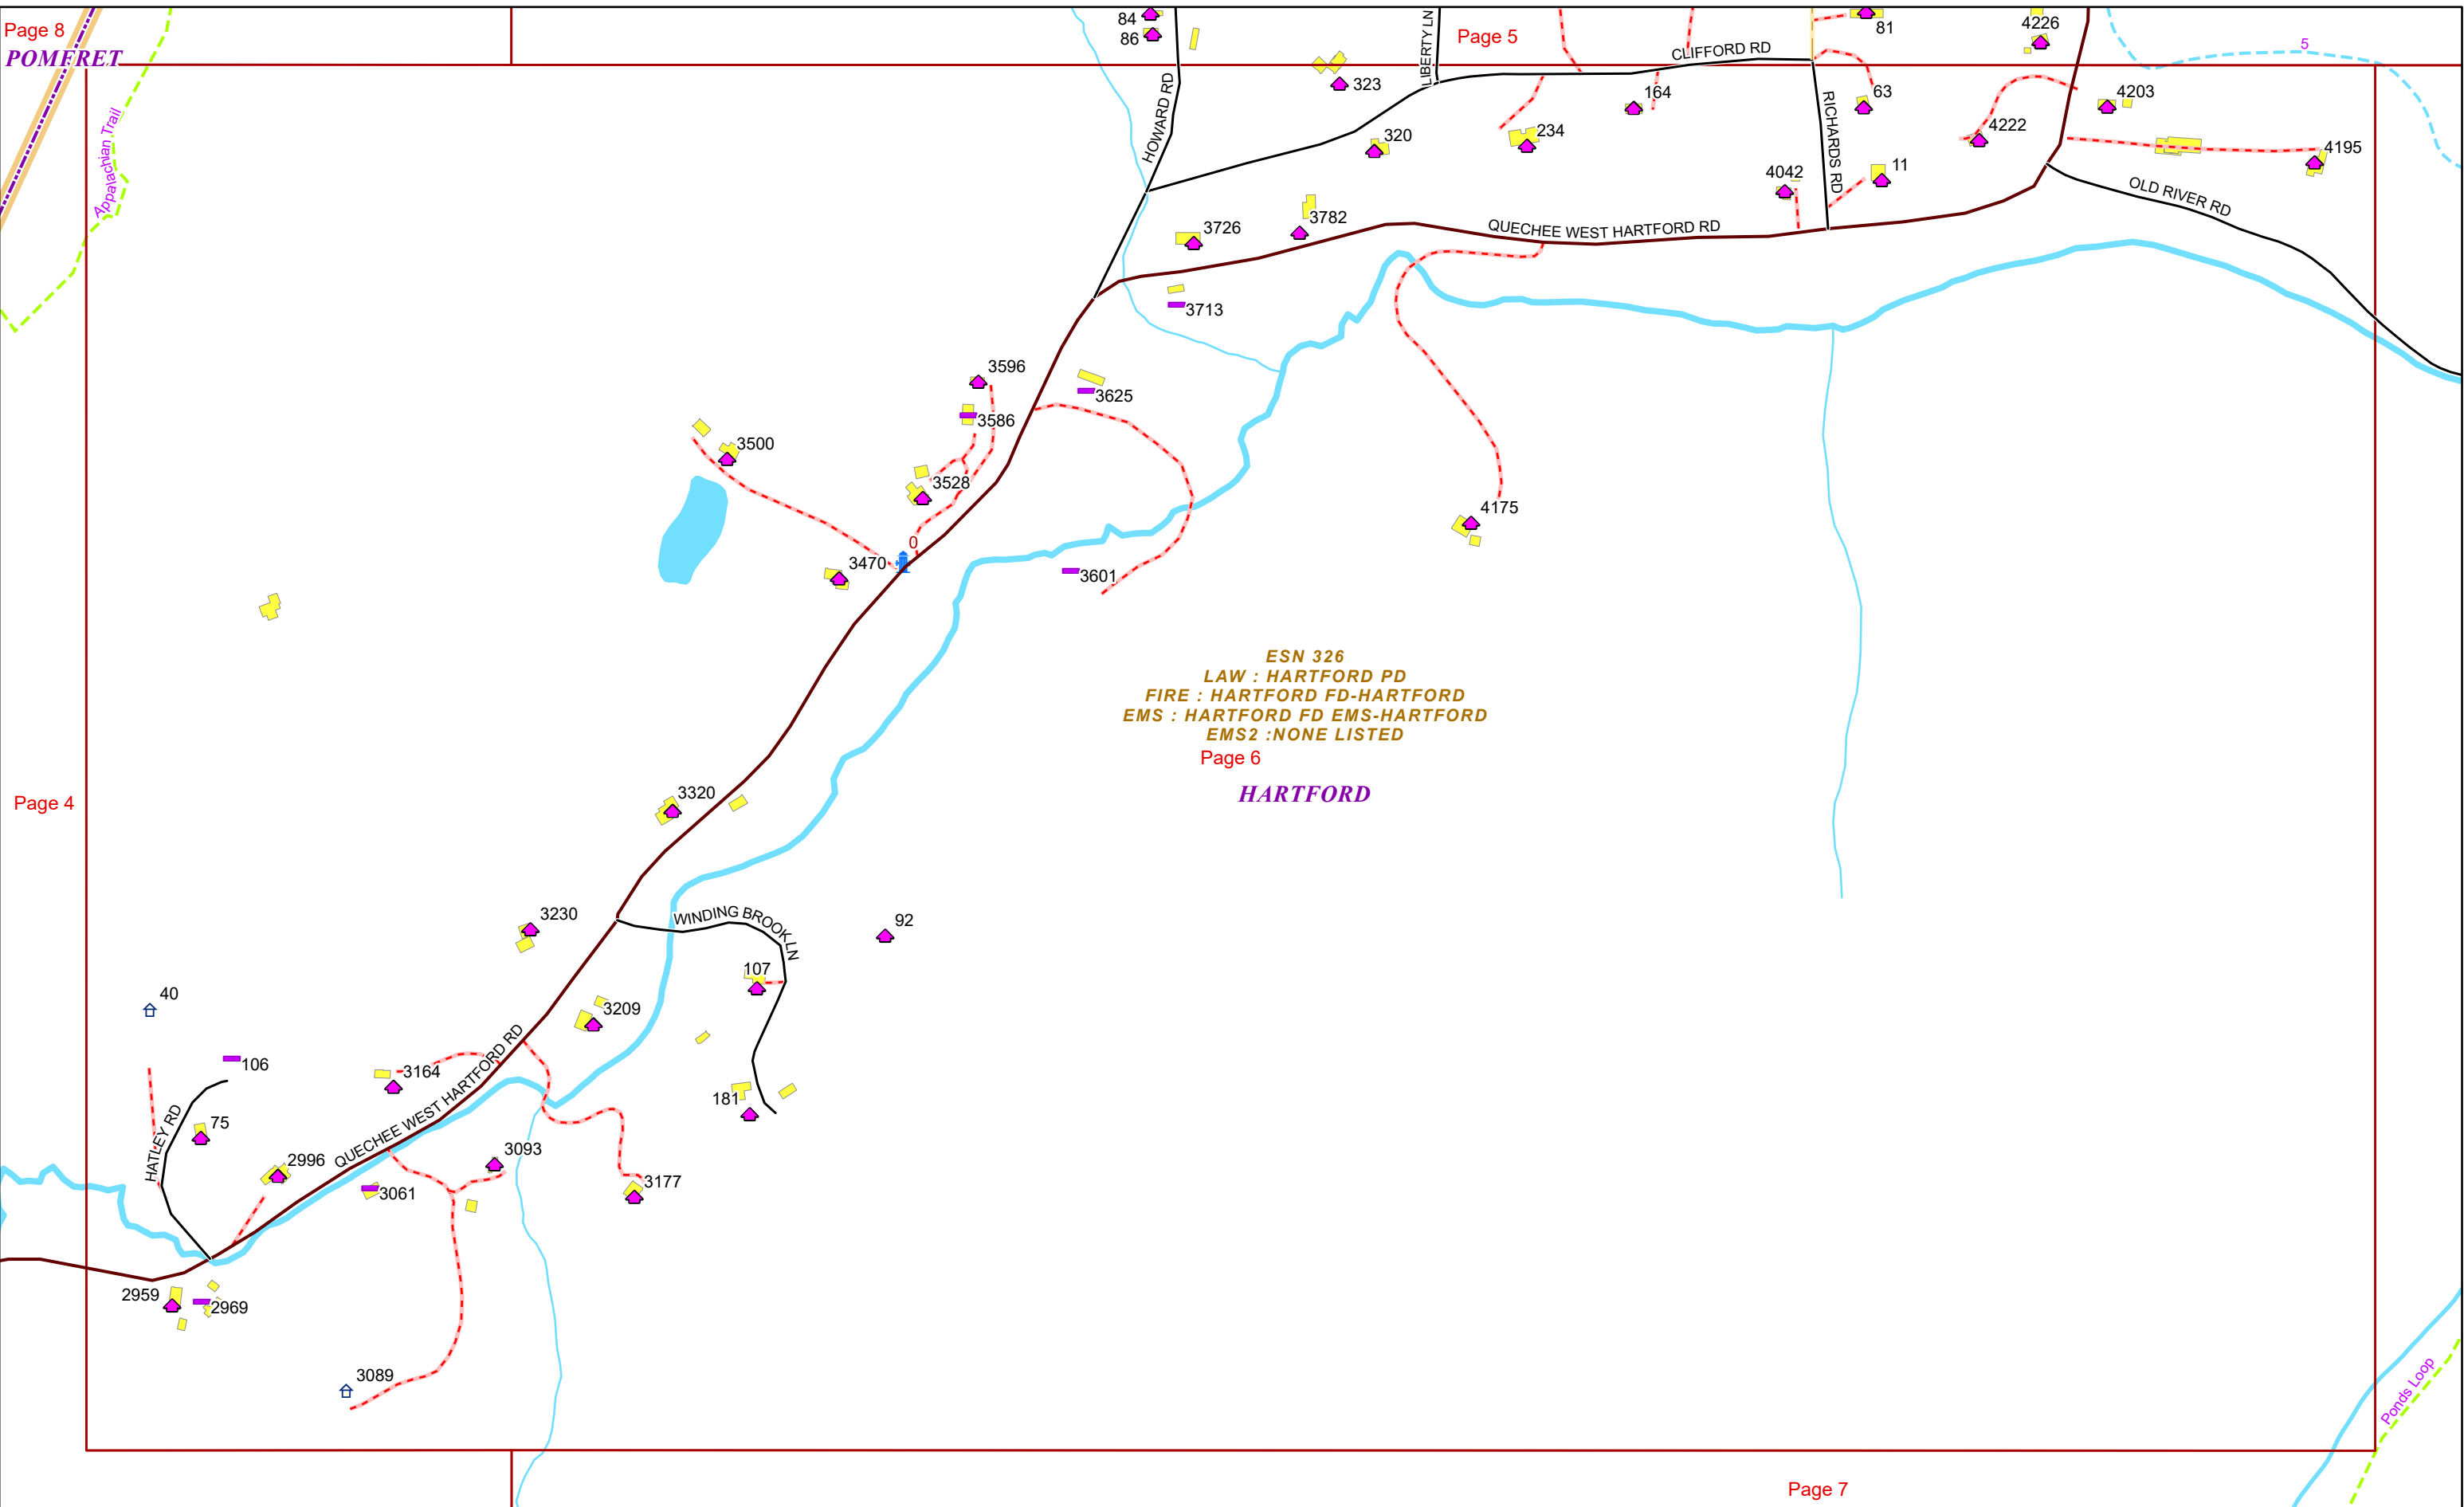 Page 8
POMFRET
84
86
LIBERTY LN
Page 5
CLIFFORD RD
81
4226
5
Appalachian Trail
HOWARD RD
323
164
RICHARDS RD
63
4222
4203
320
234
4042
11
4195
OLD RIVER RD
3726
3782
QUECHEE WEST HARTFORD RD
3713
3596
3625
3586
3500
3528
4175
0
3470
3601
ESN 326
LAW : HARTFORD PD
FIRE : HARTFORD FD-HARTFORD
EMS : HARTFORD FD EMS-HARTFORD
EMS2 :NONE LISTED
Page 6
HARTFORD
Page 4
3320
3230
WINDING BROOK LN
92
107
40
3209
106
3164
QUECHEE WEST HARTFORD RD
181
HATLEY RD
75
2996
3093
3061
3177
2959
2969
3089
Ponds Loop
Page 7